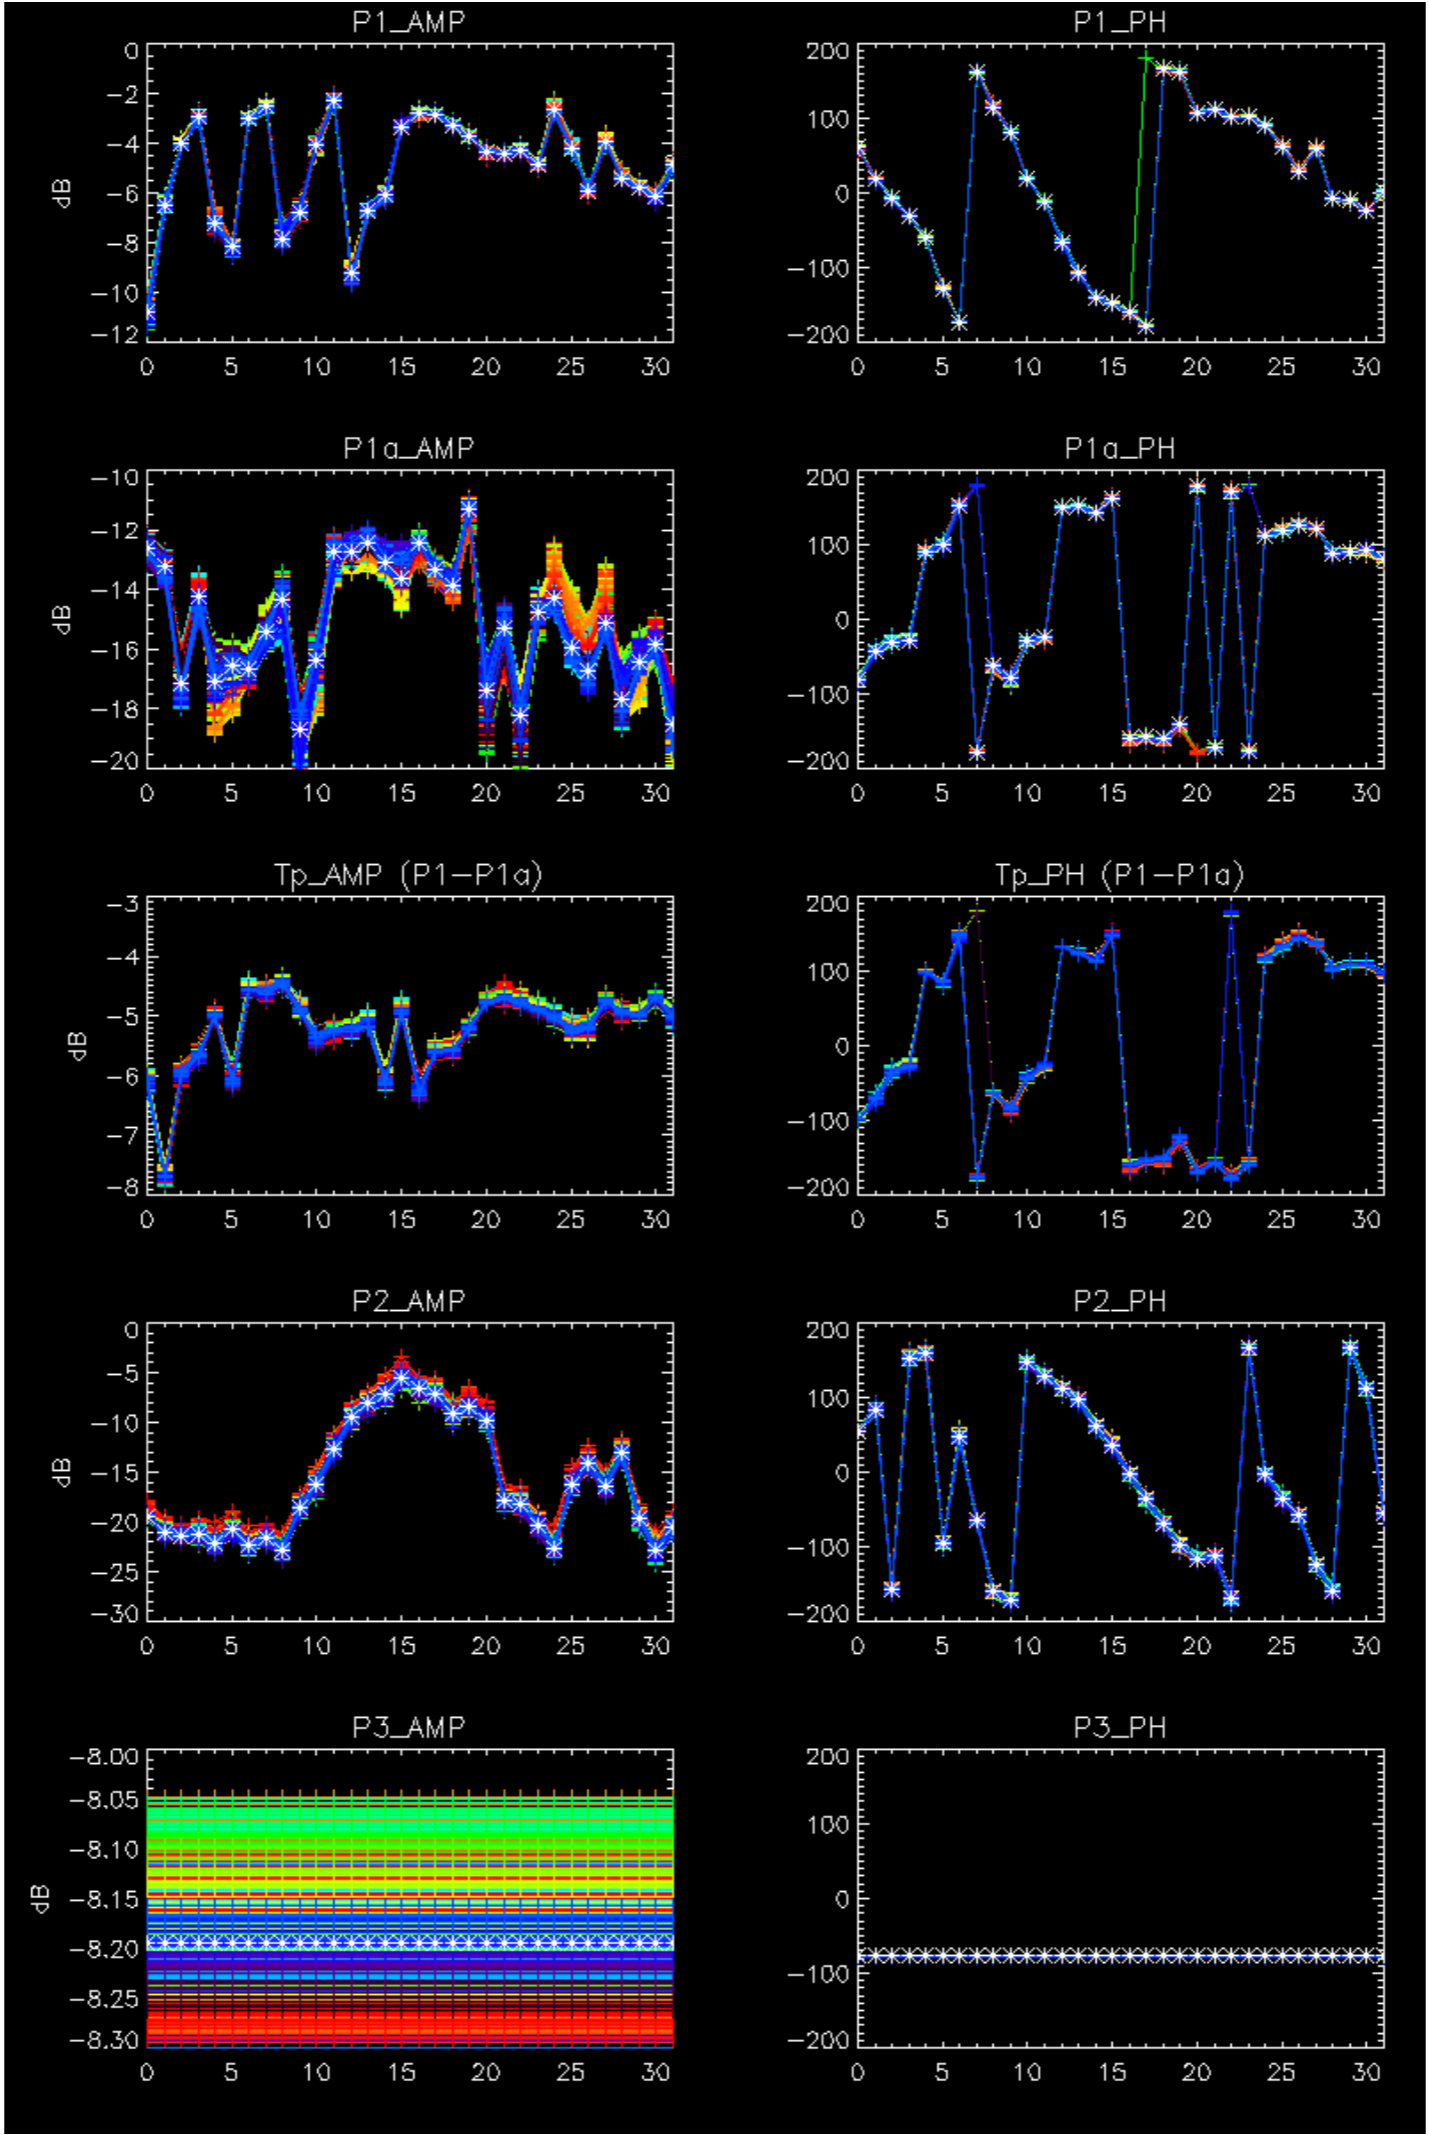 P1_AMP P1_PH
0 200
−2
100
−4
dB −6 0
−8
−100
−10
−12 −200
0 5 10 15 20 25 30 0 5 10 15 20 25 30
P1a_AMP P1a_PH
−10 200
−12
100
−14
dB 0
−16
−100
−18
−20 −200
0 5 10 15 20 25 30 0 5 10 15 20 25 30
Tp_AMP (P1−P1a) Tp_PH (P1−P1a)
−3 200
−4
100
−5
dB 0
−6
−100
−7
−8 −200
0 5 10 15 20 25 30 0 5 10 15 20 25 30
P2_AMP P2_PH
0 200
−5
100
−10
dB −15 0
−20
−100
−25
−30 −200
0 5 10 15 20 25 30 0 5 10 15 20 25 30
P3_AMP P3_PH
−8.00 200
−8.05
100
−8.10
dB −8.15 0
−8.20
−100
−8.25
−8.30 −200
0 5 10 15 20 25 30 0 5 10 15 20 25 30